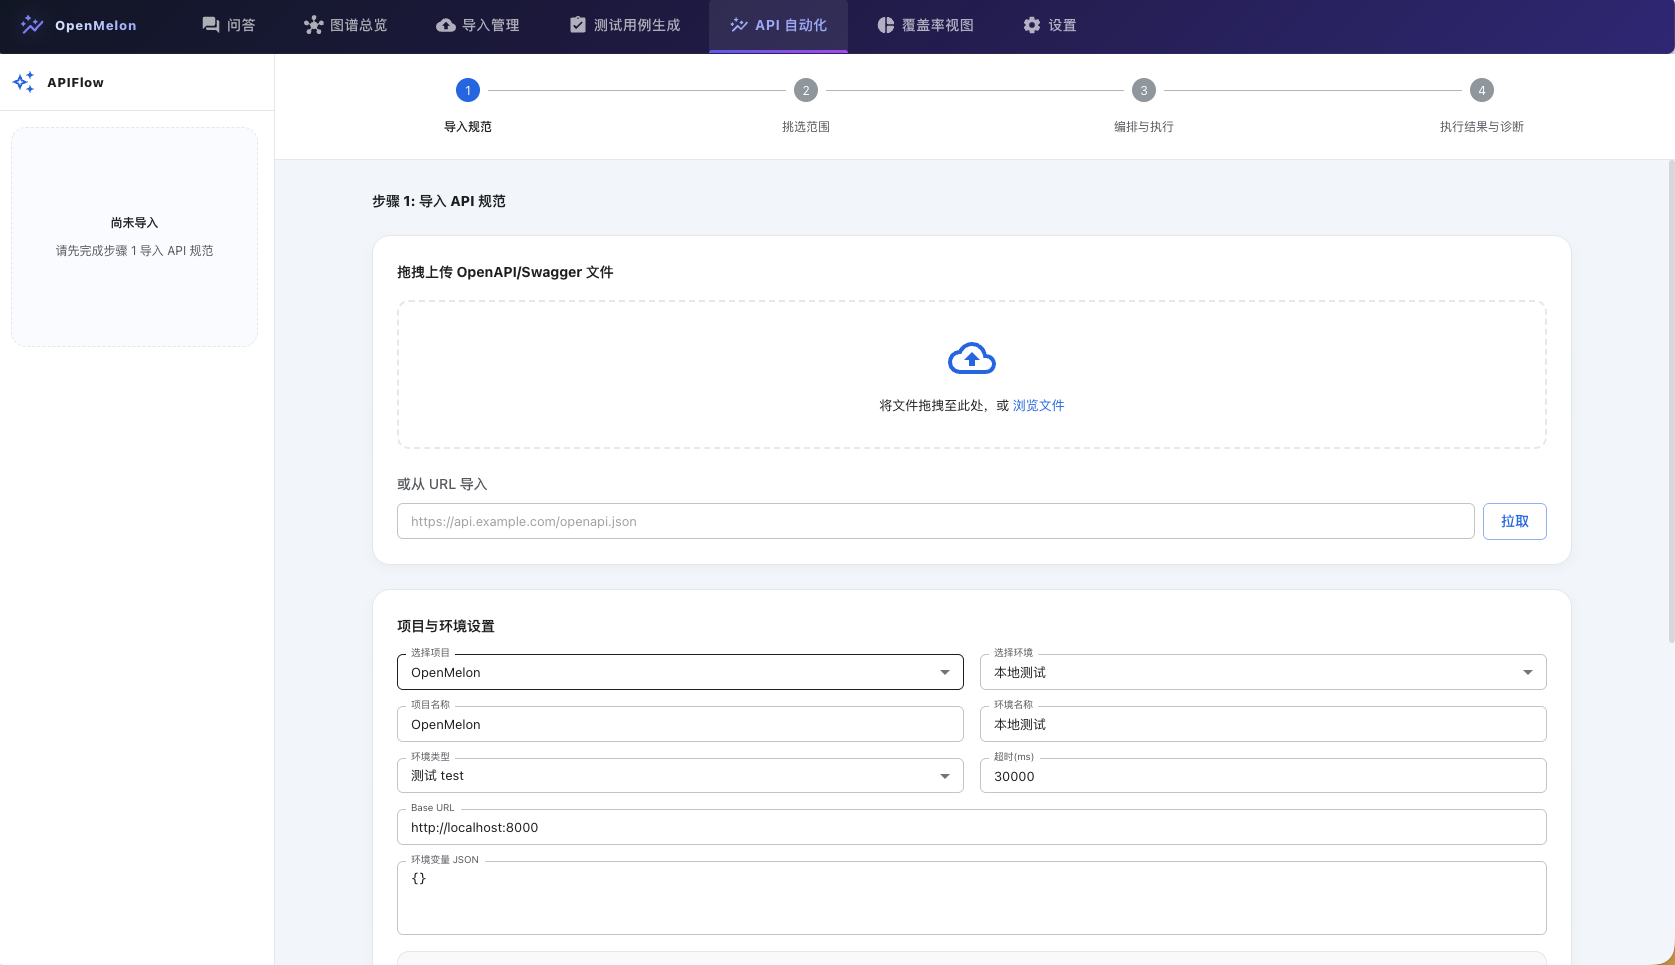 OpenMelon
问答
图谱总览
导入管理
测试用例生成
API 自动化
覆盖率视图
设置
APIFlow
尚未导入
请先完成步骤 1 导入 API 规范
1
2
3
4
导入规范
挑选范围
编排与执行
执行结果与诊断
步骤 1: 导入 API 规范
拖拽上传 OpenAPI/Swagger 文件
将文件拖拽至此处，或 浏览文件
或从 URL 导入
https://api.example.com/openapi.json
拉取
项目与环境设置
选择项目
OpenMelon
选择环境
本地测试
项目名称
OpenMelon
环境名称
本地测试
环境类型
测试 test
超时(ms)
30000
Base URL
http://localhost:8000
环境变量 JSON
{}